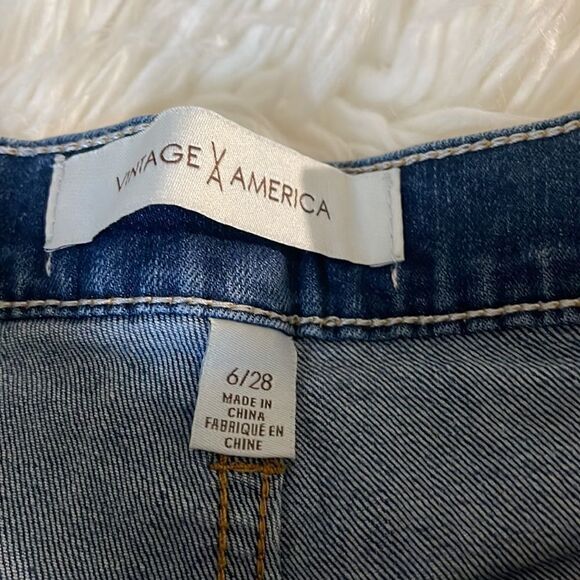 VINTAGE AMERICA
6/28
MADE IN
CHINA
FABRIQUÉ EN
CHINE